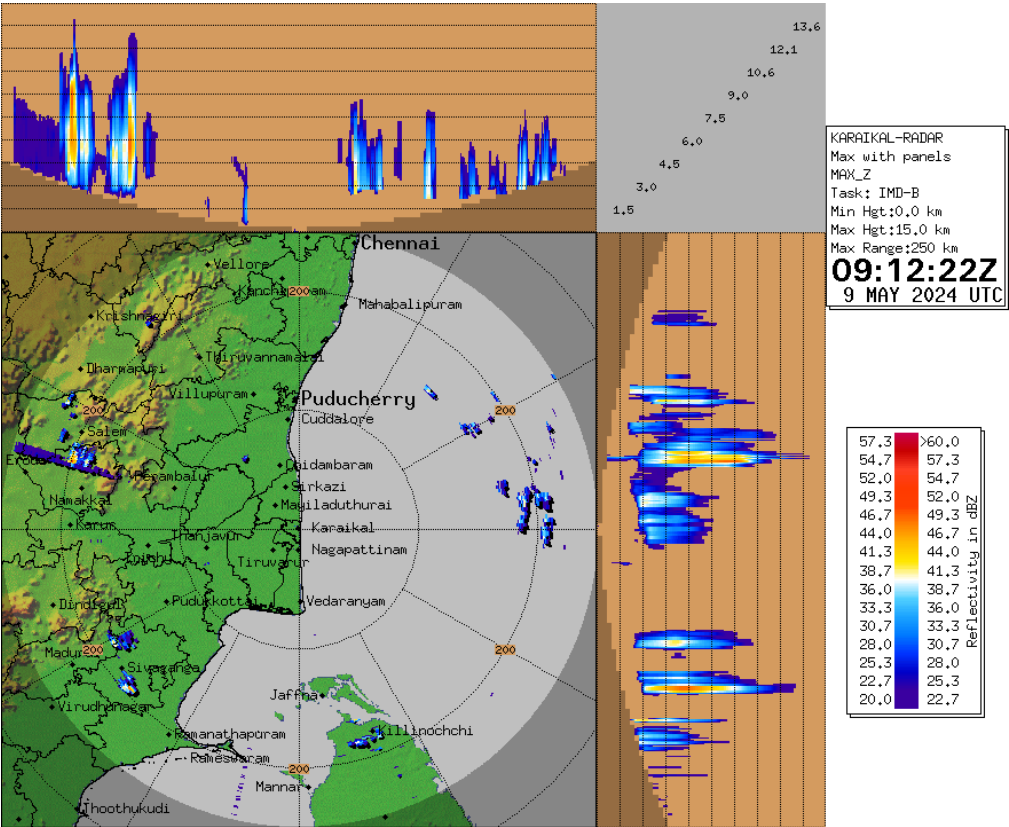 13.6
12.1
10.6
9.0
7.5
6.0
4.5
3.0
1.5
KARAIKAL-RADAR
Max with panels
MAX_Z
Task: IMD-B
Min Hgt:0.0 km
Max Hgt:15.0 km
Max Range:250 km
09:12:22Z
9 MAY 2024 UTC
Chennai
Vellore
200
Mahabalipuram
Krishnagiri
Thiruvannamalai
Dharmapuri
Villupuram
Puducherry
200
200
Cuddalore
Salem
Erode
Chidambaram
Perambalur
Sirkazi
Namakkal
Mayiladuthurai
Karur
Karaikal
Thanjavur
Nagapattinam
Tiruvarur
Dindigul
Pudukkottai
Vedaranyam
200
200
Sivaganga
Jaffna
Virudhunagar
Ramanathapuram
Killinochchi
Rameswaram
200
Mannar
Thoothukudi
57.3 >60.0
54.7 57.3
52.0 54.7
49.3 52.0
46.7 49.3
44.0 46.7
41.3 44.0
38.7 41.3
36.0 38.7
33.3 36.0
30.7 33.3
28.0 30.7
25.3 28.0
22.7 25.3
20.0 22.7
Reflectivity in dBZ